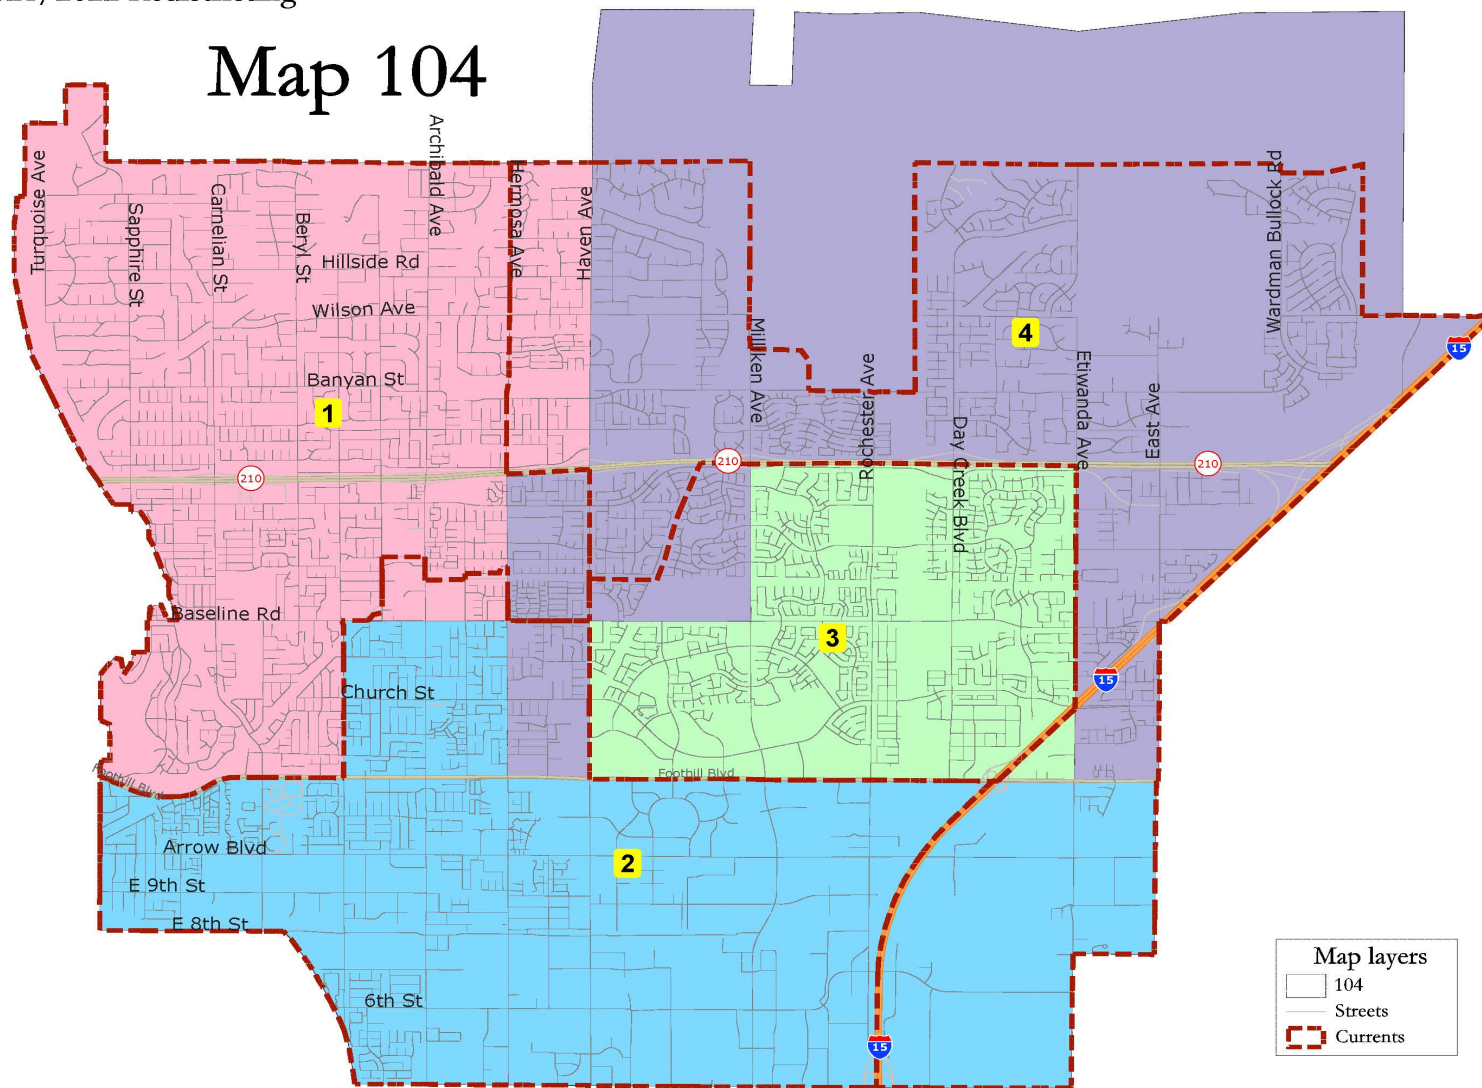 Map 104
Turquoise Ave
Sapphire St
Carnelian St
Beryl St
Archibald Ave
Hermosa Ave
Haven Ave
Hillside Rd
Wilson Ave
Banyan St
1
210
Milliken Ave
Rochester Ave
Day Creek Blvd
4
Etiwanda Ave
East Ave
Wardman Bullock Rd
15
210
210
Baseline Rd
3
Church St
15
Foothill Blvd
Foothill Blvd
Arrow Blvd
2
E 9th St
E 8th St
6th St
15
Map layers
104
Streets
Currents